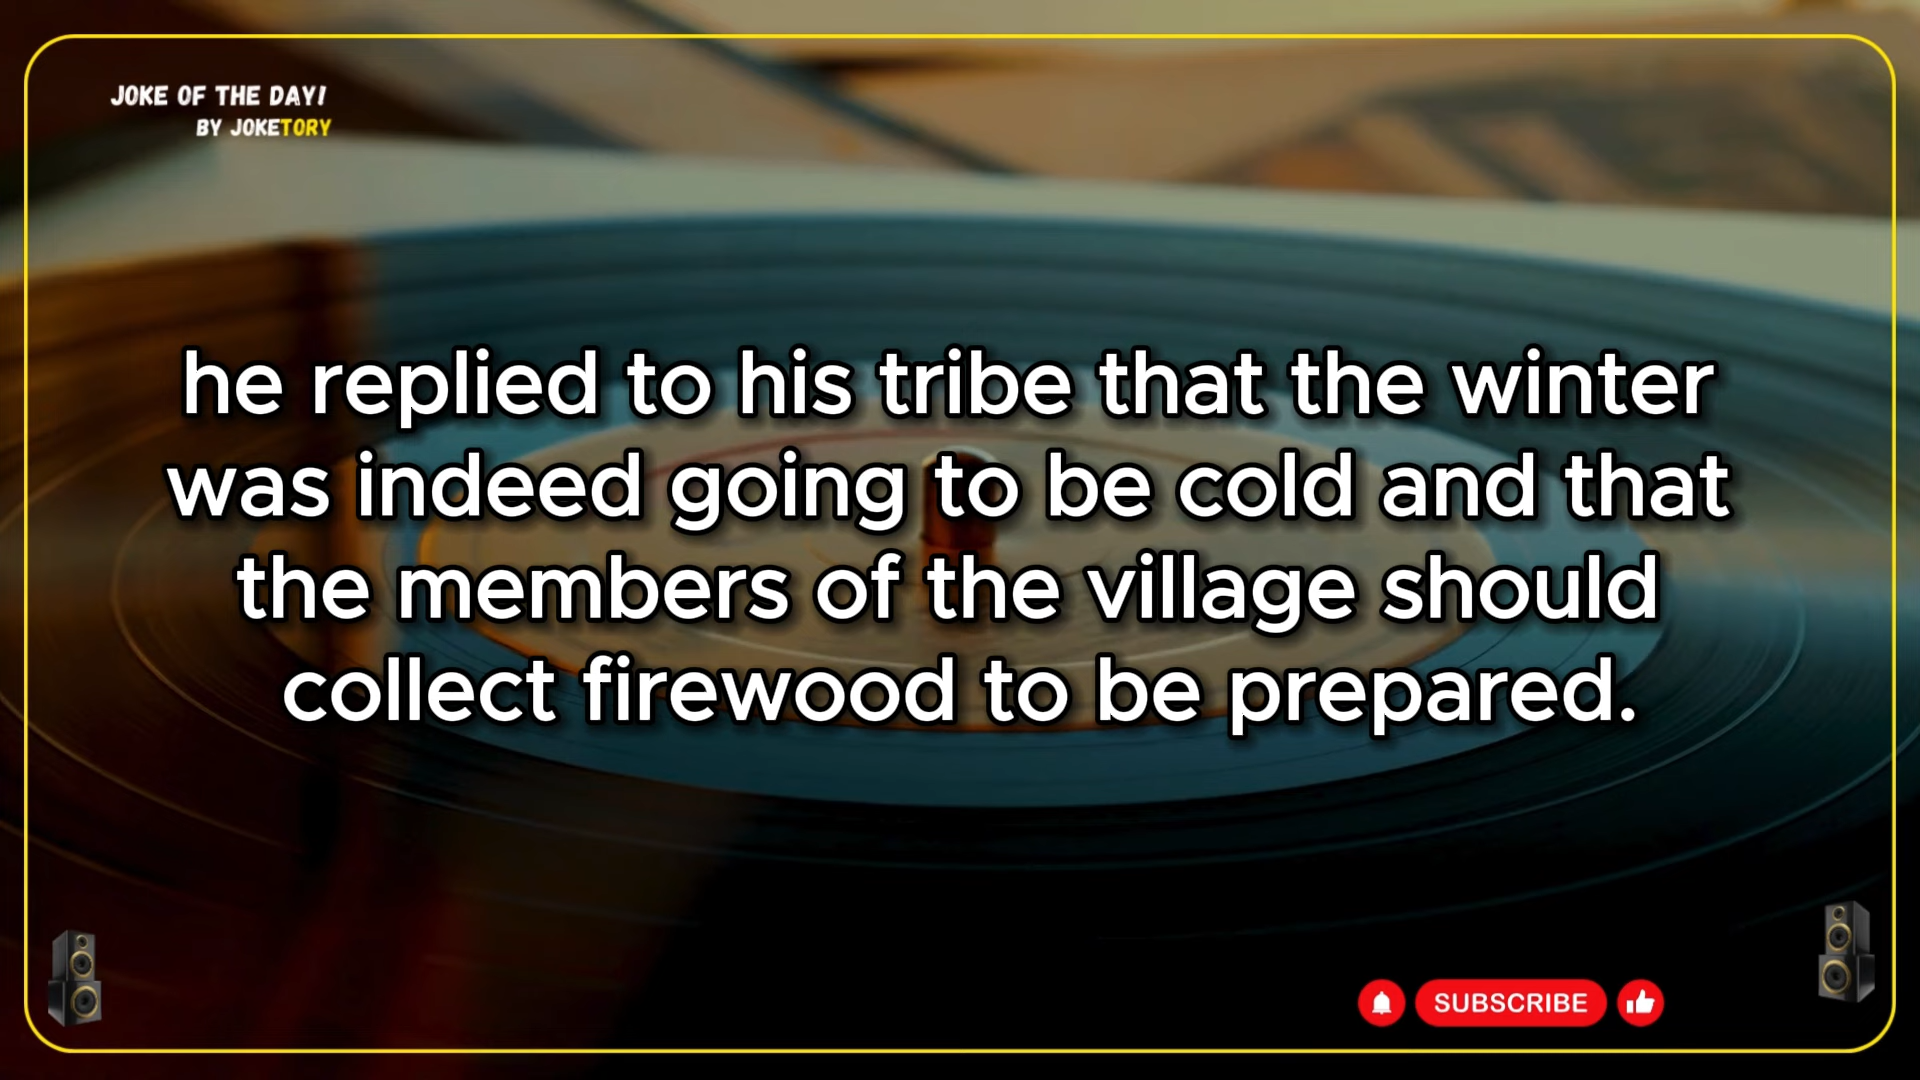 JOKE OF THE DAY!
BY JOKETORY
he replied to his tribe that the winter
was indeed going to be cold and that
the members of the village should
collect firewood to be prepared.
SUBSCRIBE